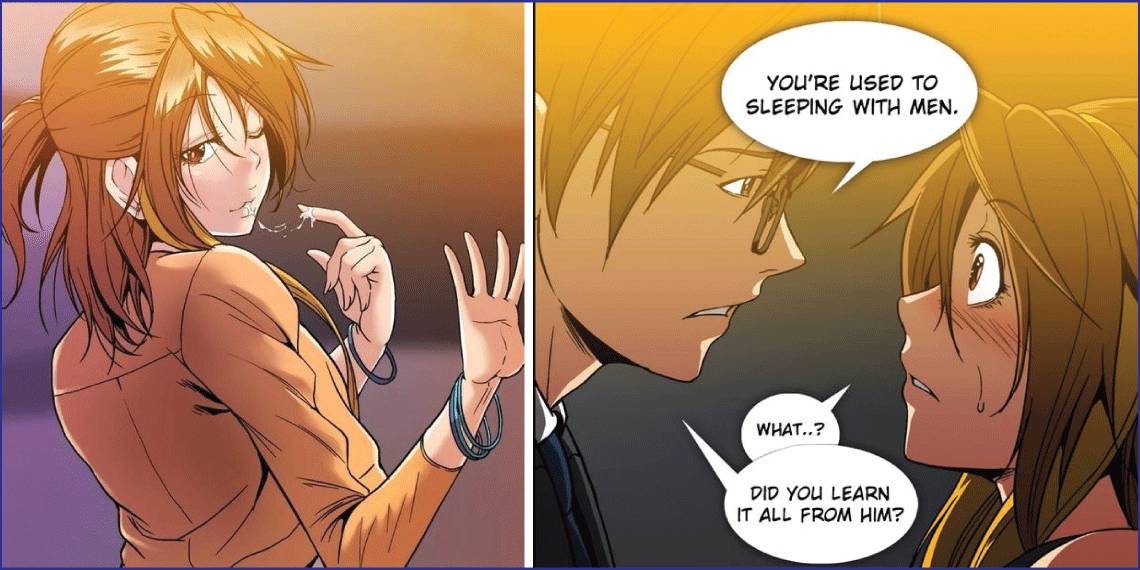 YOU'RE USED TO
SLEEPING WITH MEN.
WHAT..?
DID YOU LEARN
IT ALL FROM HIM?